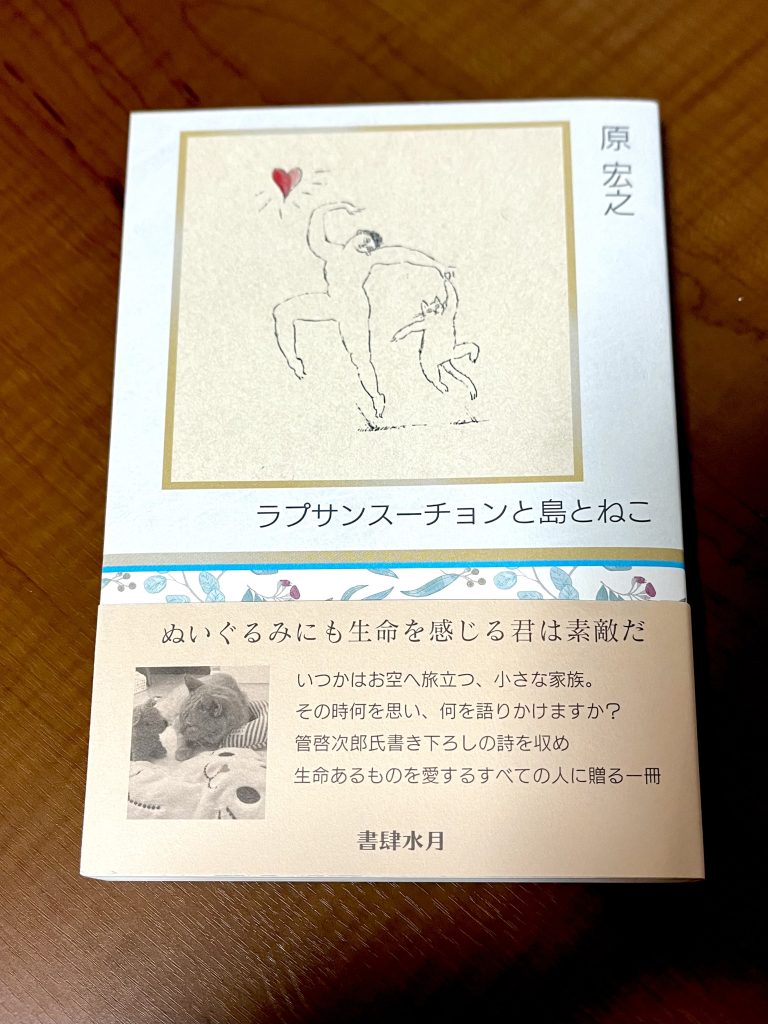 原 宏之
ラプサンスーチョンと島とねこ
ぬいぐるみにも生命を感じる君は素敵だ
いつかはお空へ旅立つ、小さな家族。
その時何を思い、何を語りかけますか?
管啓次郎氏書き下ろしの詩を収め
生命あるものを愛するすべての人に贈る一冊
書肆水月